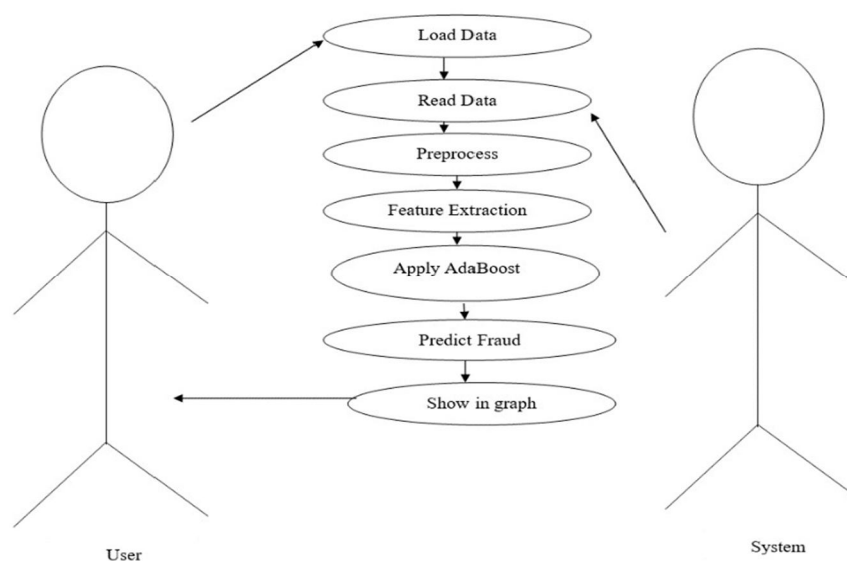 Load Data
Read Data
Preprocess
Feature Extraction
Apply AdaBoost
Predict Fraud
Show in graph
User
System